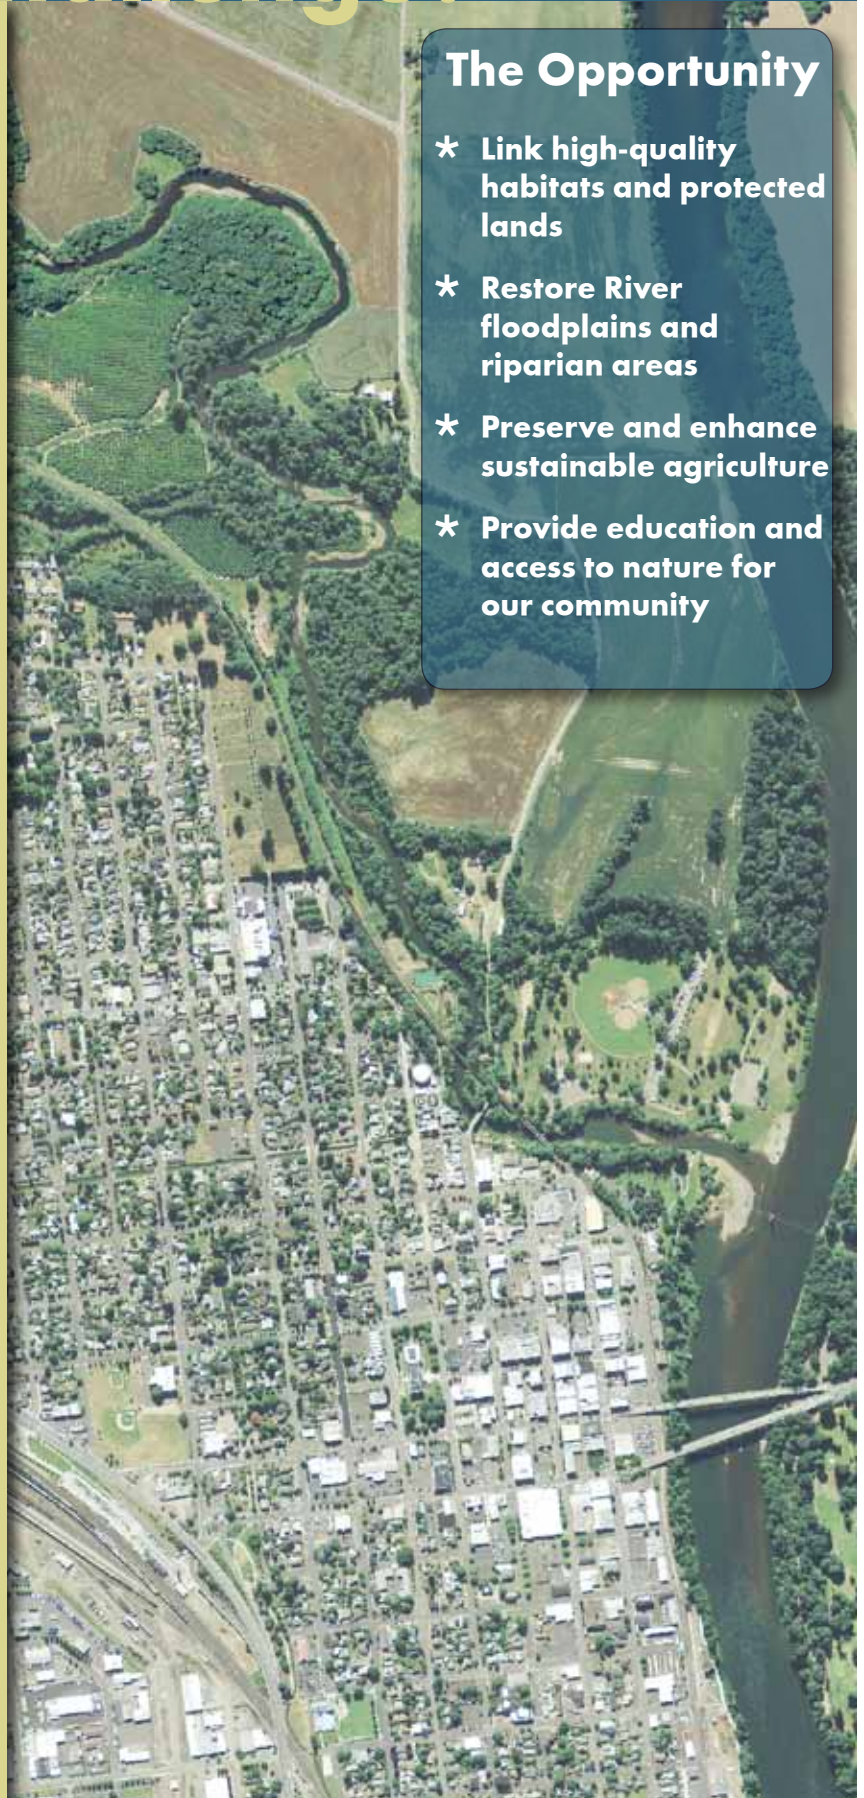 The Opportunity
* Link high-quality
habitats and protected
lands
* Restore River
floodplains and
riparian areas
* Preserve and enhance
sustainable agriculture
* Provide education and
access to nature for
our community